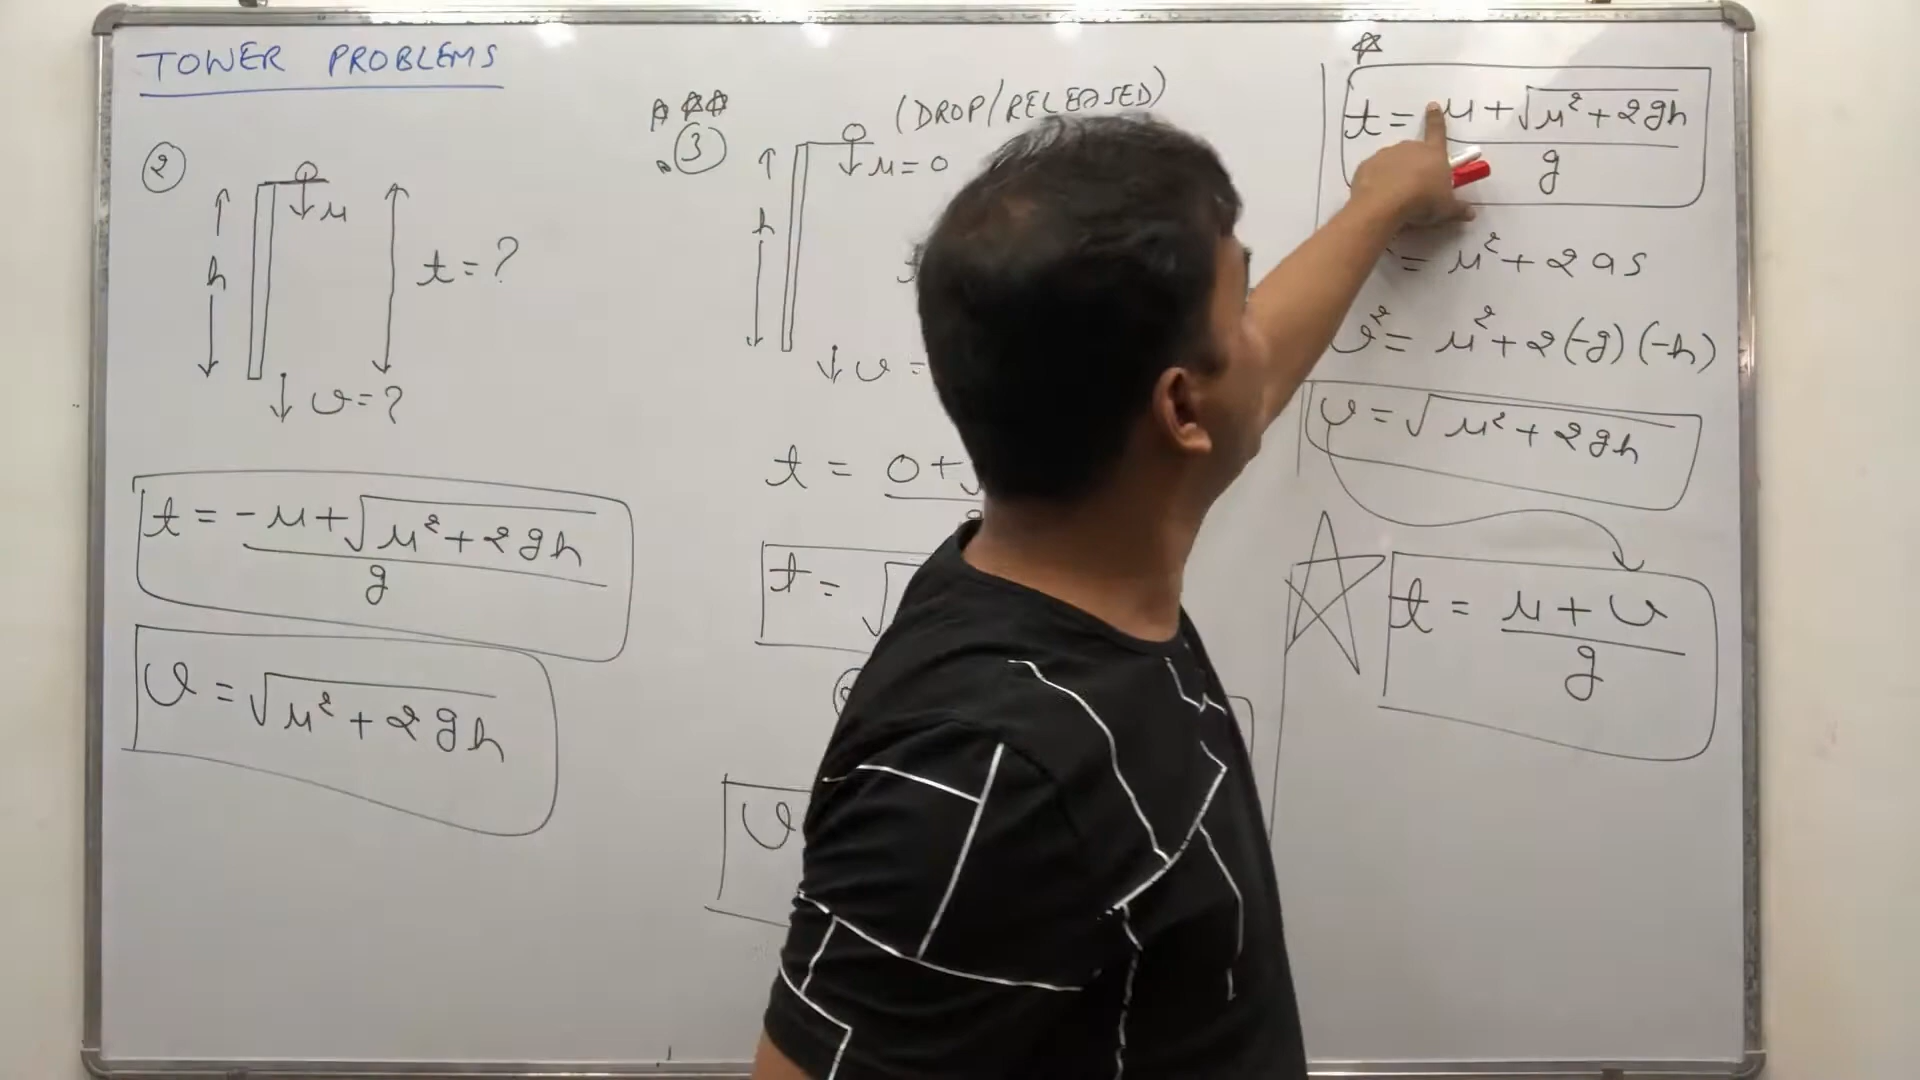 TOWER PROBLEMS
②
u
h
t = ?
v = ?
t = -u + √u² + 2gh
g
v = √u² + 2gh
③
(DROP/RELEASED)
u = 0
h
v =
t = 0 + √
t = √
v
t = u + √u² + 2gh
g
= u² + 2as
v² = u² + 2(-g)(-h)
v = √u² + 2gh
t = u + v
g